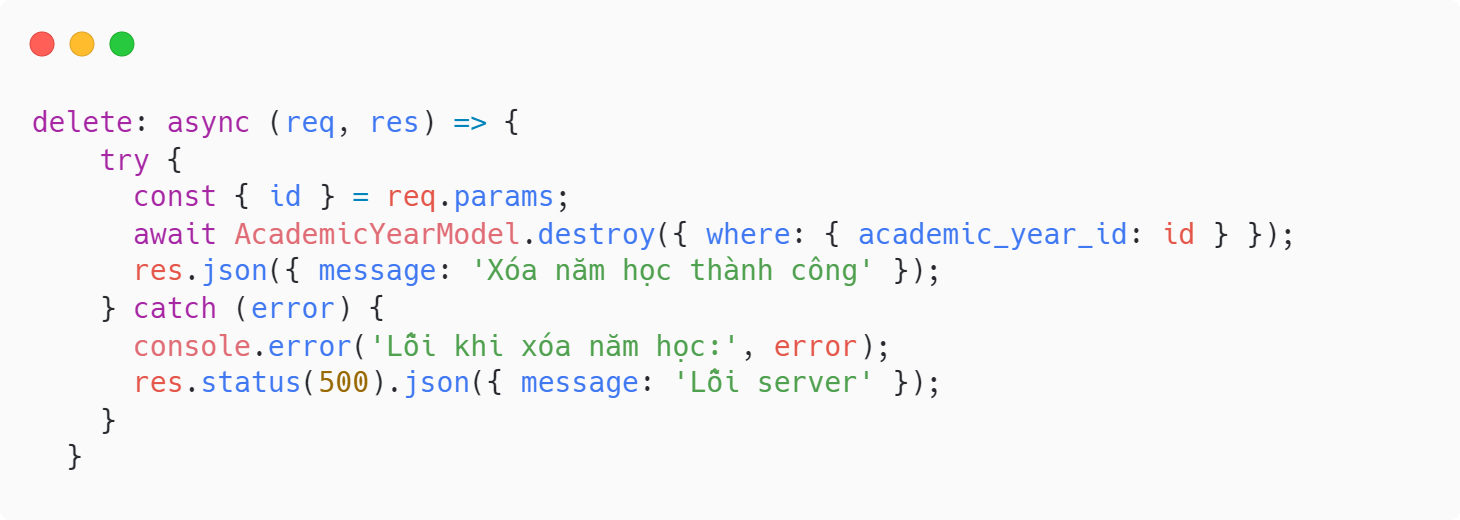 delete: async (req, res) => {
    try {
      const { id } = req.params;
      await AcademicYearModel.destroy({ where: { academic_year_id: id } });
      res.json({ message: 'Xóa năm học thành công' });
    } catch (error) {
      console.error('Lỗi khi xóa năm học:', error);
      res.status(500).json({ message: 'Lỗi server' });
    }
  }